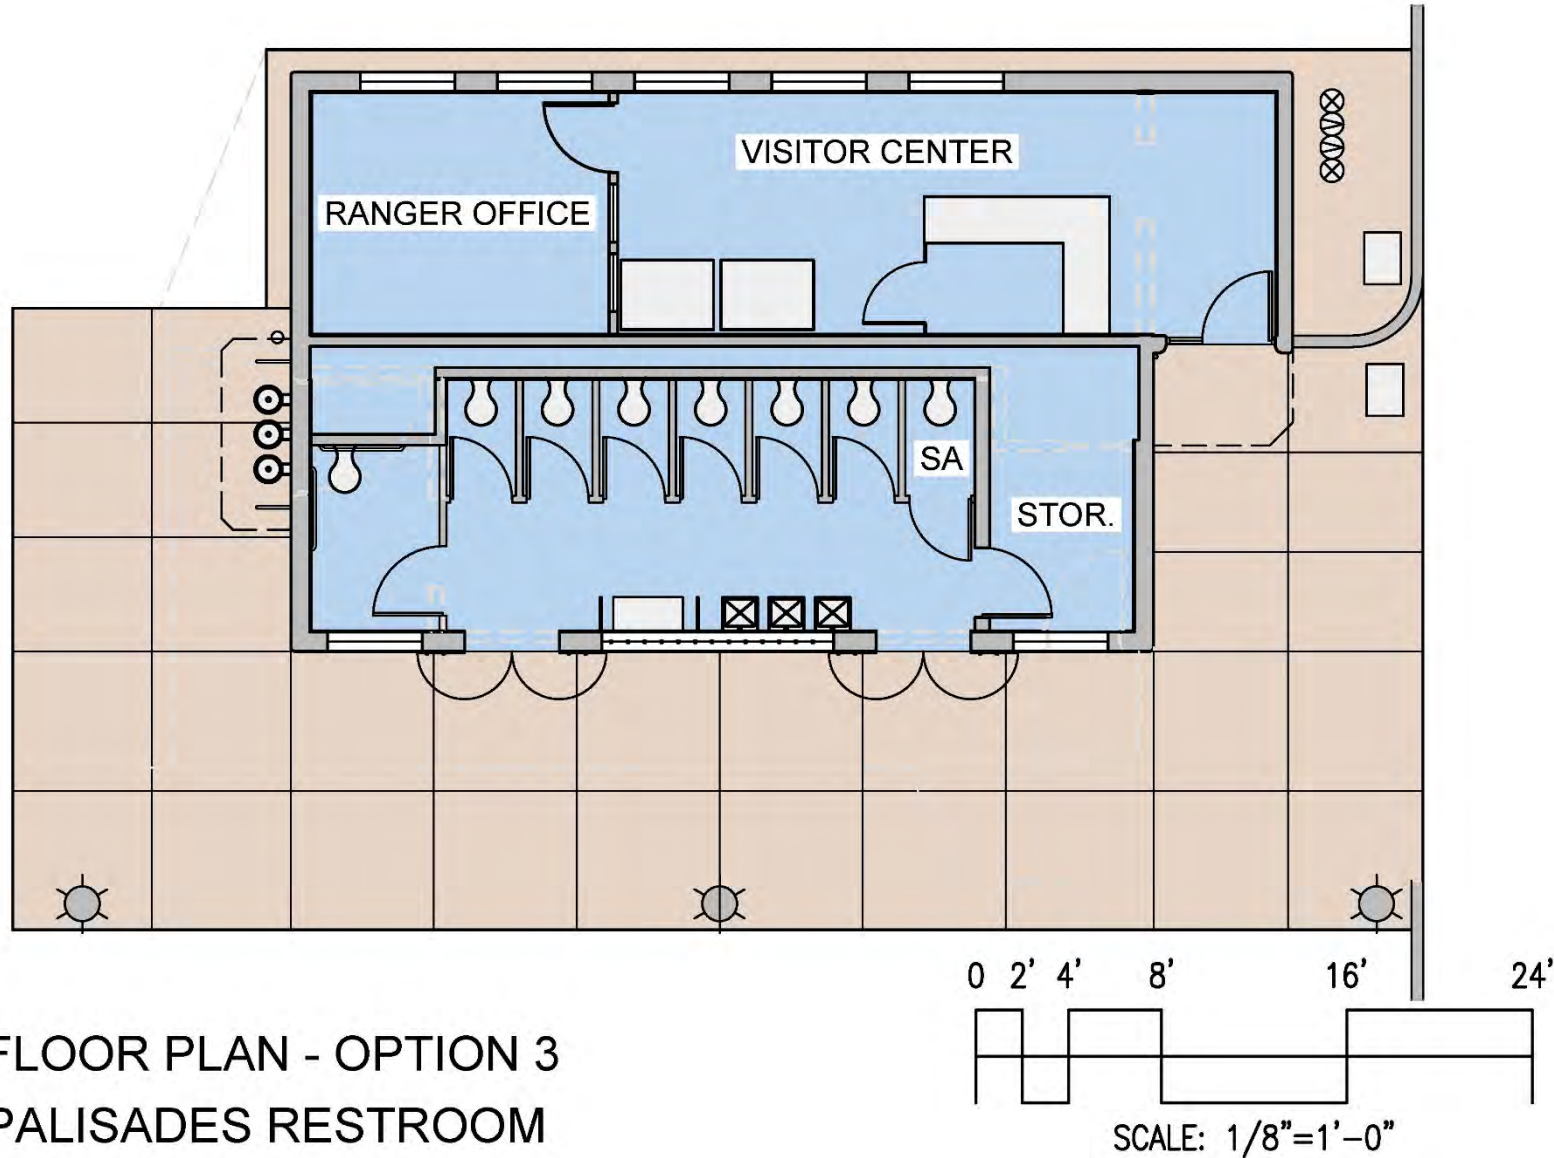 VISITOR CENTER
RANGER OFFICE
SA
STOR.
0 2' 4' 8' 16' 24'
FLOOR PLAN - OPTION 3
PALISADES RESTROOM
SCALE: 1/8"=1'-0"